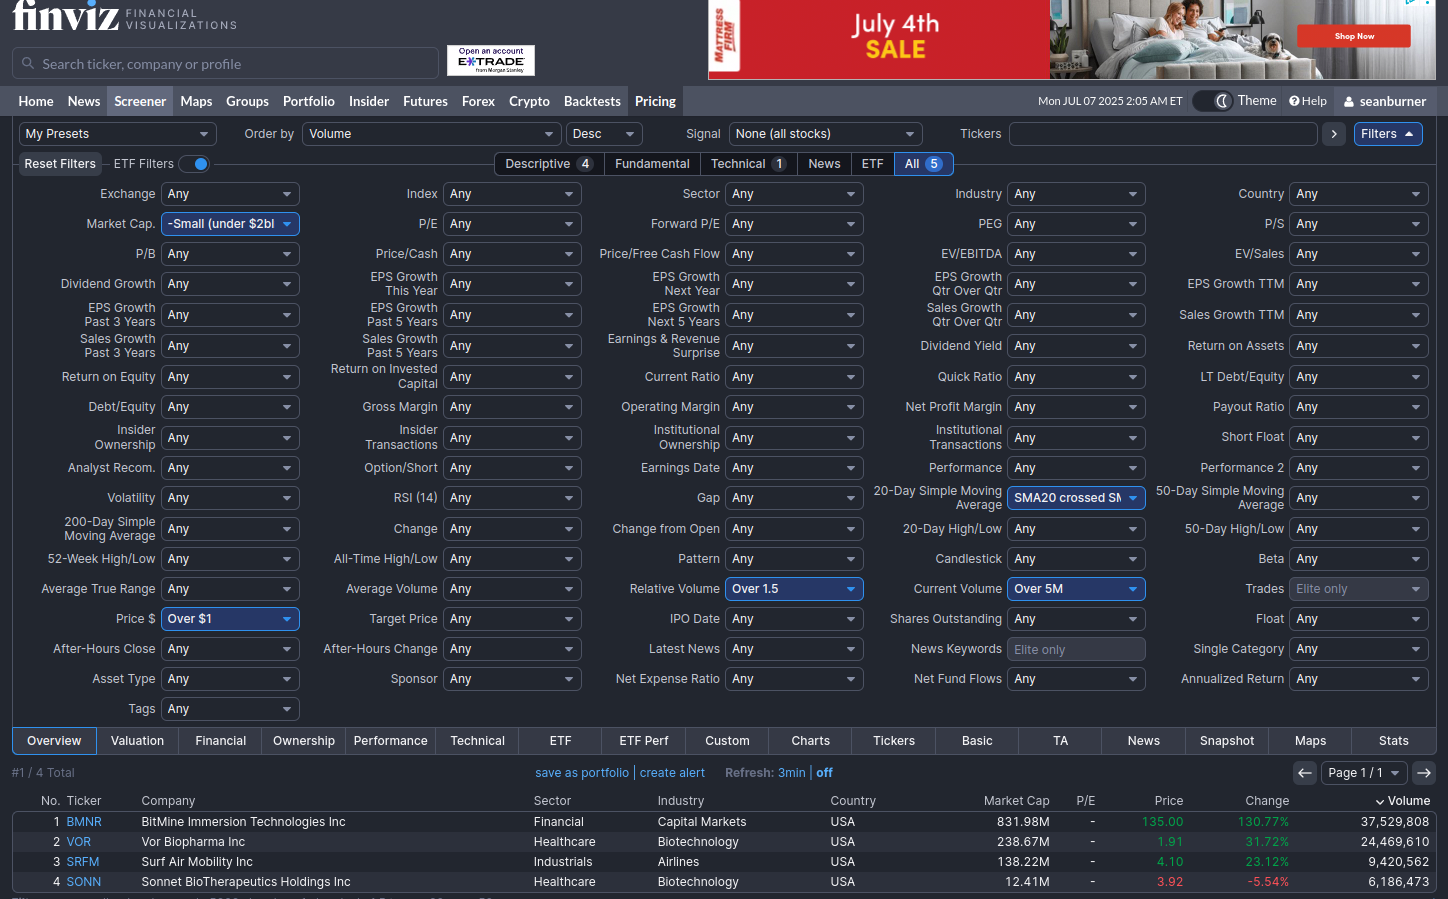 finviz FINANCIAL
VISUALIZATIONS
MATTRESS FIRM
July 4th
SALE
Shop Now
Search ticker, company or profile
Open an account
E*TRADE
from Morgan Stanley
Home News Screener Maps Groups Portfolio Insider Futures Forex Crypto Backtests Pricing Mon JUL 07 2025 2:05 AM ET Theme Help seanburner
My Presets Order by Volume Desc Signal None (all stocks) Tickers > Filters
Reset Filters ETF Filters Descriptive 4 Fundamental Technical 1 News ETF All 5
Exchange Any Index Any Sector Any Industry Any Country Any
Market Cap. -Small (under $2bl P/E Any Forward P/E Any PEG Any P/S Any
P/B Any Price/Cash Any Price/Free Cash Flow Any EV/EBITDA Any EV/Sales Any
Dividend Growth Any EPS Growth This Year Any EPS Growth Next Year Any EPS Growth Qtr Over Qtr Any EPS Growth TTM Any
EPS Growth Past 3 Years Any EPS Growth Past 5 Years Any EPS Growth Next 5 Years Any Sales Growth Qtr Over Qtr Any Sales Growth TTM Any
Sales Growth Past 3 Years Any Sales Growth Past 5 Years Any Earnings & Revenue Surprise Any Dividend Yield Any Return on Assets Any
Return on Equity Any Return on Invested Capital Any Current Ratio Any Quick Ratio Any LT Debt/Equity Any
Debt/Equity Any Gross Margin Any Operating Margin Any Net Profit Margin Any Payout Ratio Any
Insider Ownership Any Insider Transactions Any Institutional Ownership Any Institutional Transactions Any Short Float Any
Analyst Recom. Any Option/Short Any Earnings Date Any Performance Any Performance 2 Any
Volatility Any RSI (14) Any Gap Any 20-Day Simple Moving Average SMA20 crossed SM 50-Day Simple Moving Average Any
200-Day Simple Moving Average Any Change Any Change from Open Any 20-Day High/Low Any 50-Day High/Low Any
52-Week High/Low Any All-Time High/Low Any Pattern Any Candlestick Any Beta Any
Average True Range Any Average Volume Any Relative Volume Over 1.5 Current Volume Over 5M Trades Elite only
Price $ Over $1 Target Price Any IPO Date Any Shares Outstanding Any Float Any
After-Hours Close Any After-Hours Change Any Latest News Any News Keywords Elite only Single Category Any
Asset Type Any Sponsor Any Net Expense Ratio Any Net Fund Flows Any Annualized Return Any
Tags Any
Overview Valuation Financial Ownership Performance Technical ETF ETF Perf Custom Charts Tickers Basic TA News Snapshot Maps Stats
#1 / 4 Total save as portfolio | create alert Refresh: 3min | off Page 1 / 1
No. Ticker Company Sector Industry Country Market Cap P/E Price Change Volume
1 BMNR BitMine Immersion Technologies Inc Financial Capital Markets USA 831.98M - 135.00 130.77% 37,529,808
2 VOR Vor Biopharma Inc Healthcare Biotechnology USA 238.67M - 1.91 31.72% 24,469,610
3 SRFM Surf Air Mobility Inc Industrials Airlines USA 138.22M - 4.10 23.12% 9,420,562
4 SONN Sonnet BioTherapeutics Holdings Inc Healthcare Biotechnology USA 12.41M - 3.92 -5.54% 6,186,473